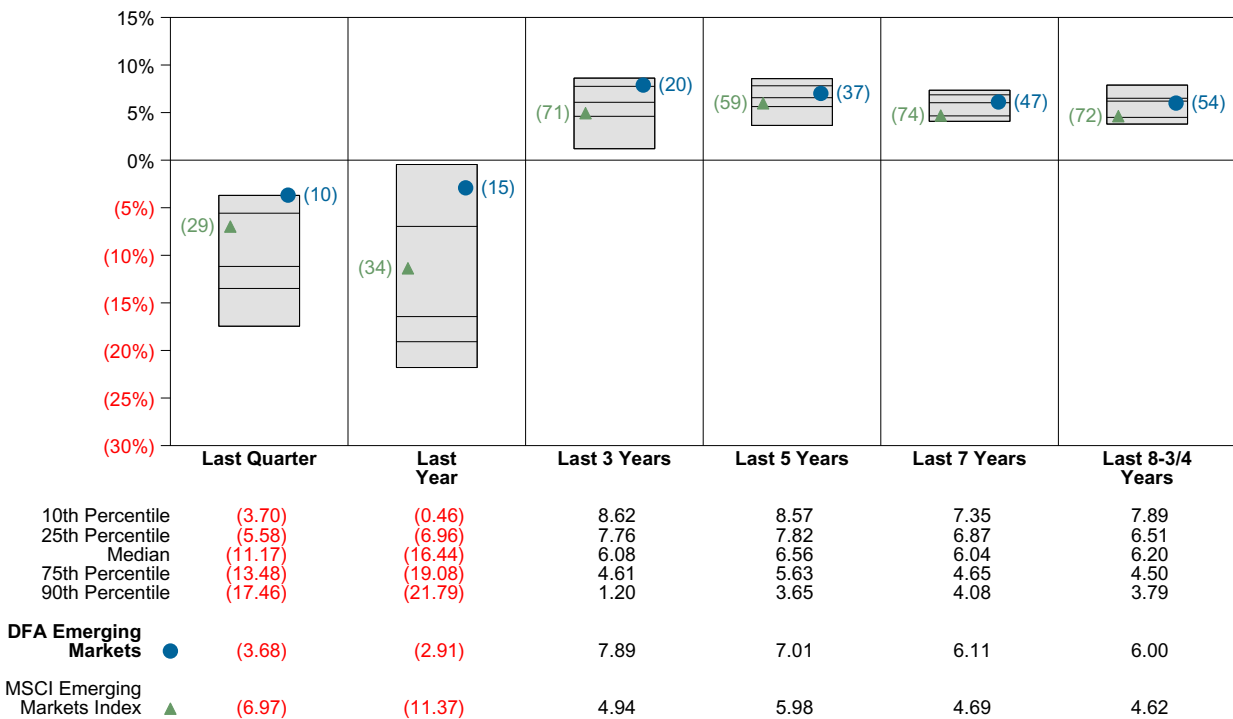 15%
10%
5%
0%
(5%)
(10%)
(15%)
(20%)
(25%)
(30%)
(10)
(29)
(15)
(34)
(20)
(71)
(37)
(59)
(47)
(74)
(54)
(72)
Last Quarter Last Year Last 3 Years Last 5 Years Last 7 Years Last 8-3/4 Years
10th Percentile (3.70) (0.46) 8.62 8.57 7.35 7.89
25th Percentile (5.58) (6.96) 7.76 7.82 6.87 6.51
Median (11.17) (16.44) 6.08 6.56 6.04 6.20
75th Percentile (13.48) (19.08) 4.61 5.63 4.65 4.50
90th Percentile (17.46) (21.79) 1.20 3.65 4.08 3.79
DFA Emerging
Markets (3.68) (2.91) 7.89 7.01 6.11 6.00
MSCI Emerging
Markets Index (6.97) (11.37) 4.94 5.98 4.69 4.62